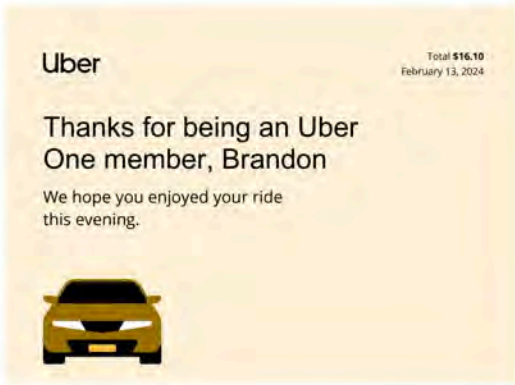 Uber
Total $16.10
February 13, 2024
Thanks for being an Uber
One member, Brandon
We hope you enjoyed your ride
this evening.